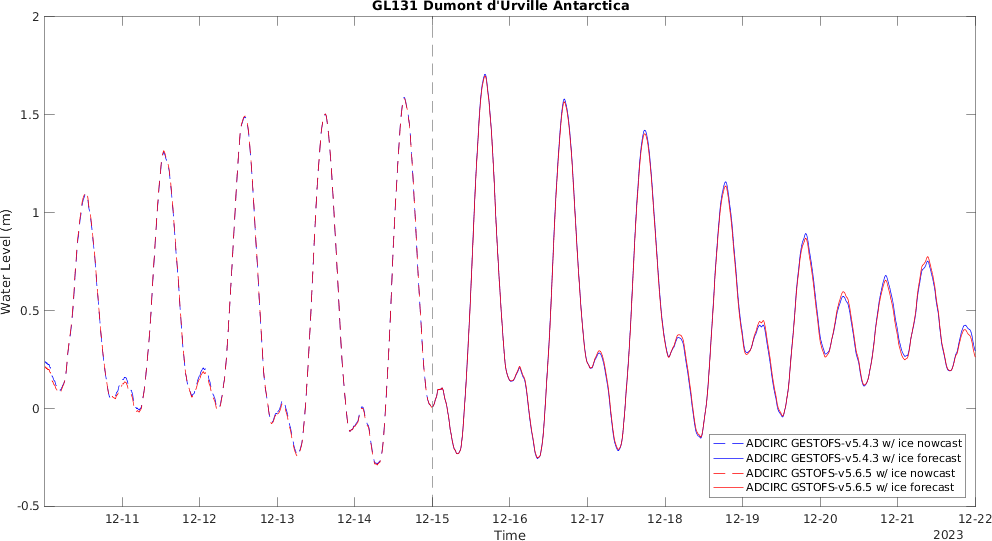 GL131 Dumont d'Urville Antarctica
2
1.5
1
0.5
0
-0.5
Water Level (m)
12-11 12-12 12-13 12-14 12-15 12-16 12-17 12-18 12-19 12-20 12-21 12-22
Time
2023
ADCIRC GESTOFS-v5.4.3 w/ ice nowcast
ADCIRC GESTOFS-v5.4.3 w/ ice forecast
ADCIRC GSTOFS-v5.6.5 w/ ice nowcast
ADCIRC GSTOFS-v5.6.5 w/ ice forecast